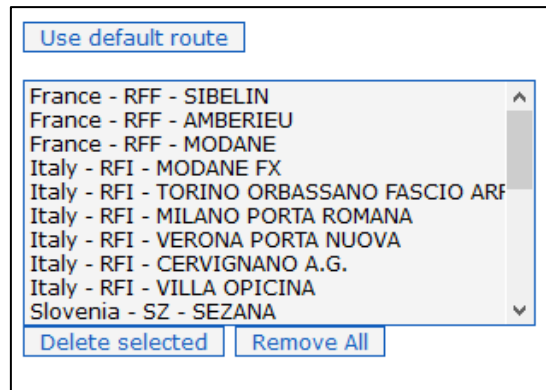 Use default route
France - RFF - SIBELIN
France - RFF - AMBERIEU
France - RFF - MODANE
Italy - RFI - MODANE FX
Italy - RFI - TORINO ORBASSANO FASCIO
Italy - RFI - MILANO PORTA ROMANA
Italy - RFI - VERONA PORTA NUOVA
Italy - RFI - CERVIGNANO A.G.
Italy - RFI - VILLA OPICINA
Slovenia - SZ - SEZANA
Delete selected Remove All